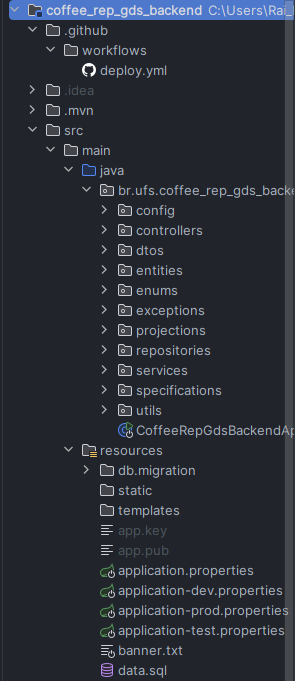 coffee_rep_gds_backend C:\Users\Rai_
.github
workflows
deploy.yml
.idea
.mvn
src
main
java
br.ufs.coffee_rep_gds_backe
config
controllers
dtos
entities
enums
exceptions
projections
repositories
services
specifications
utils
CoffeeRepGdsBackendAp
resources
db.migration
static
templates
app.key
app.pub
application.properties
application-dev.properties
application-prod.properties
application-test.properties
banner.txt
data.sql